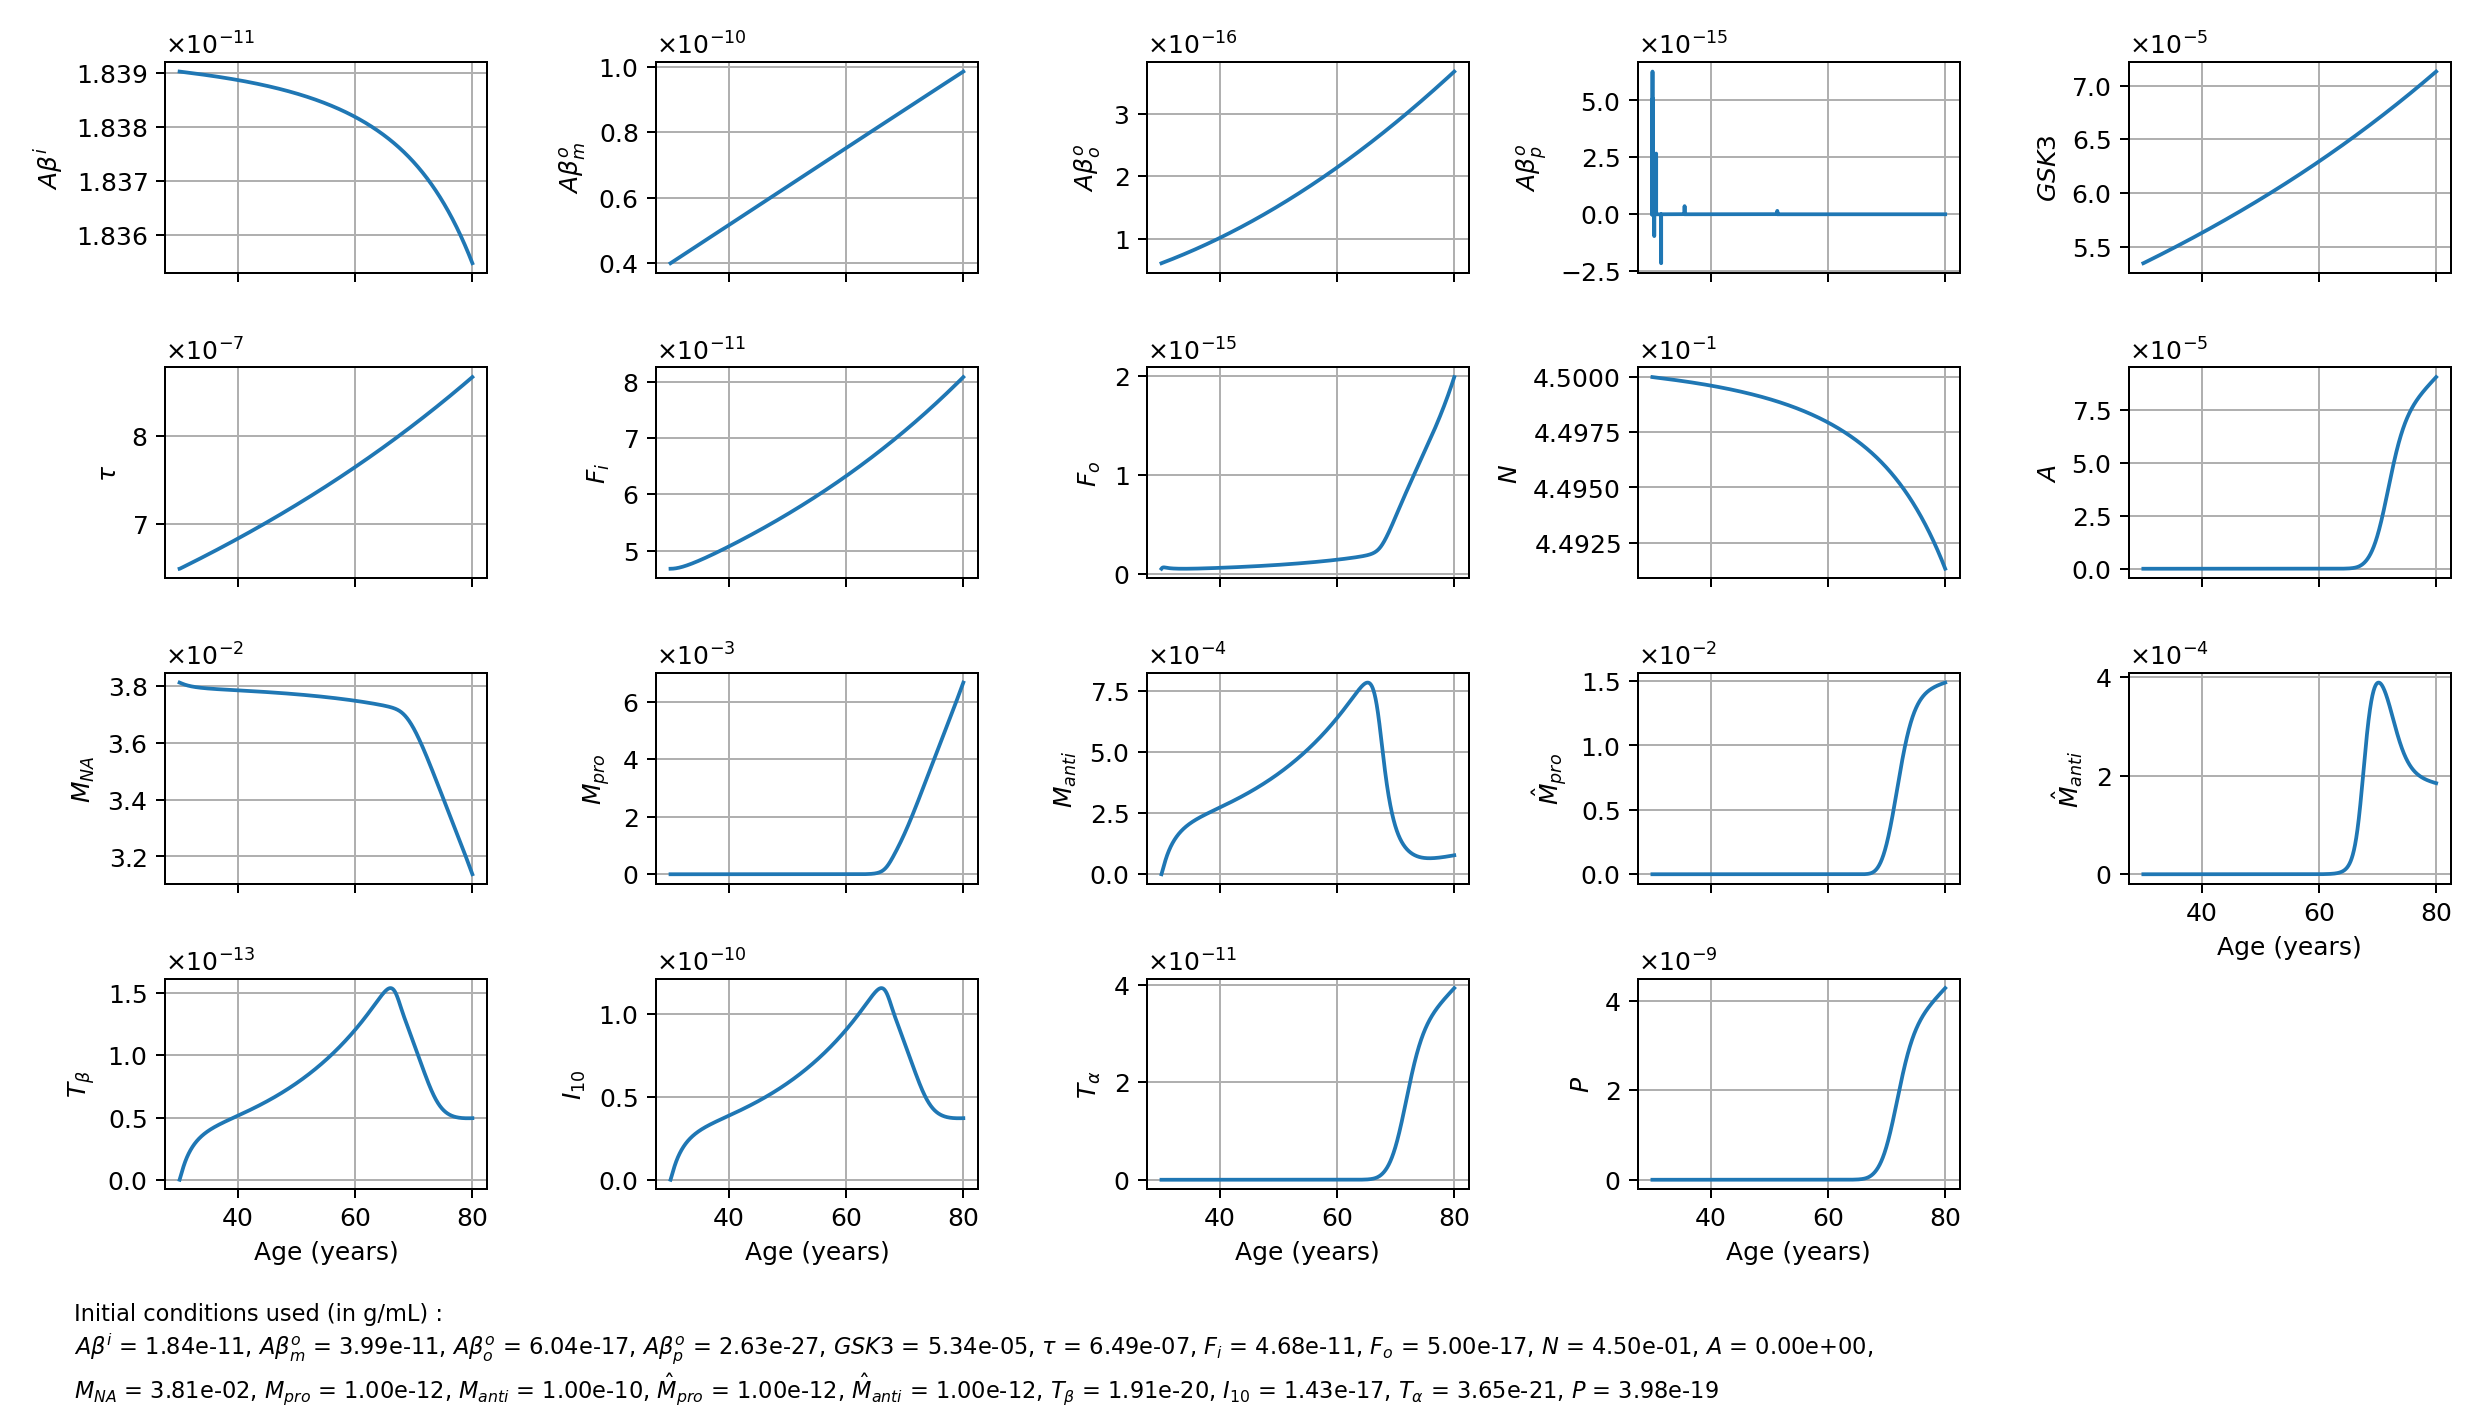 ×10⁻¹¹ ×10⁻¹⁰ ×10⁻¹⁶ ×10⁻¹⁵ ×10⁻⁵
Aβⁱ 1.839 1.838 1.837 1.836
Aβₘᵒ 1.0 0.8 0.6 0.4
Aβₒᵒ 3 2 1
Aβₚᵒ 5.0 2.5 0.0 −2.5
GSK3 7.0 6.5 6.0 5.5
×10⁻⁷ ×10⁻¹¹ ×10⁻¹⁵ ×10⁻¹ ×10⁻⁵
τ 8 7
Fᵢ 8 7 6 5
Fₒ 2 1 0
N 4.5000 4.4975 4.4950 4.4925
A 7.5 5.0 2.5 0.0
×10⁻² ×10⁻³ ×10⁻⁴ ×10⁻² ×10⁻⁴
M_NA 3.8 3.6 3.4 3.2
M_pro 6 4 2 0
M_anti 7.5 5.0 2.5 0.0
M̂_pro 1.5 1.0 0.5 0.0
M̂_anti 4 2 0
40 60 80
Age (years)
×10⁻¹³ ×10⁻¹⁰ ×10⁻¹¹ ×10⁻⁹
T_β 1.5 1.0 0.5 0.0
I₁₀ 1.0 0.5 0.0
T_α 4 2 0
P 4 2 0
40 60 80 40 60 80 40 60 80 40 60 80
Age (years) Age (years) Age (years) Age (years)
Initial conditions used (in g/mL) :
Aβⁱ = 1.84e-11, Aβₘᵒ = 3.99e-11, Aβₒᵒ = 6.04e-17, Aβₚᵒ = 2.63e-27, GSK3 = 5.34e-05, τ = 6.49e-07, Fᵢ = 4.68e-11, Fₒ = 5.00e-17, N = 4.50e-01, A = 0.00e+00,
M_NA = 3.81e-02, M_pro = 1.00e-12, M_anti = 1.00e-10, M̂_pro = 1.00e-12, M̂_anti = 1.00e-12, T_β = 1.91e-20, I₁₀ = 1.43e-17, T_α = 3.65e-21, P = 3.98e-19